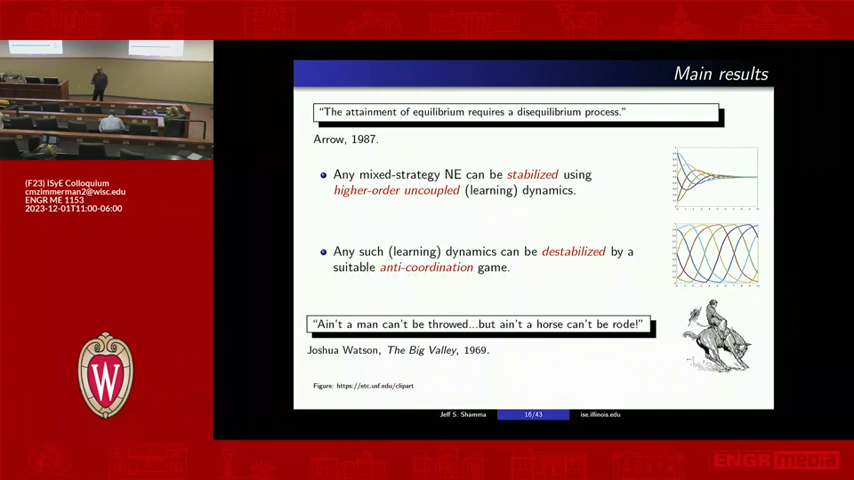 Main results
"The attainment of equilibrium requires a disequilibrium process."
Arrow, 1987.
Any mixed-strategy NE can be stabilized using
higher-order uncoupled (learning) dynamics.
Any such (learning) dynamics can be destabilized by a
suitable anti-coordination game.
"Ain't a man can't be throwed...but ain't a horse can't be rode!"
Joshua Watson, The Big Valley, 1969.
Figure: https://etc.usf.edu/clipart
Jeff S. Shamma 16/43 ise.illinois.edu
(F23) ISyE Colloquium
cmzimmerman2@wisc.edu
ENGR ME 1153
2023-12-01T11:00-06:00
W
ENGR media